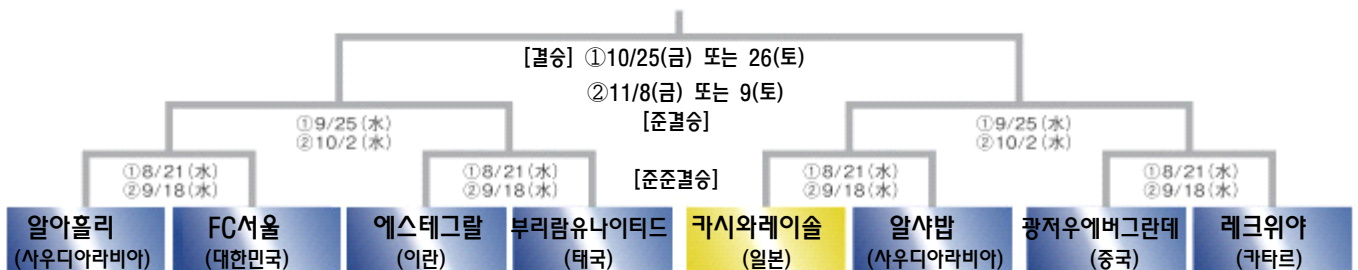 [결승] ①10/25(금) 또는 26(토)
②11/8(금) 또는 9(토)
[준결승]
①9/25(水)
②10/2(水)
①9/25(水)
②10/2(水)
[준준결승]
①8/21(水)
②9/18(水)
①8/21(水)
②9/18(水)
①8/21(水)
②9/18(水)
①8/21(水)
②9/18(水)
알아흘리
(사우디아라비아)
FC서울
(대한민국)
에스테그랄
(이란)
부리람유나이티드
(태국)
카시와레이솔
(일본)
알샤밥
(사우디아라비아)
광저우에버그란데
(중국)
레크위야
(카타르)